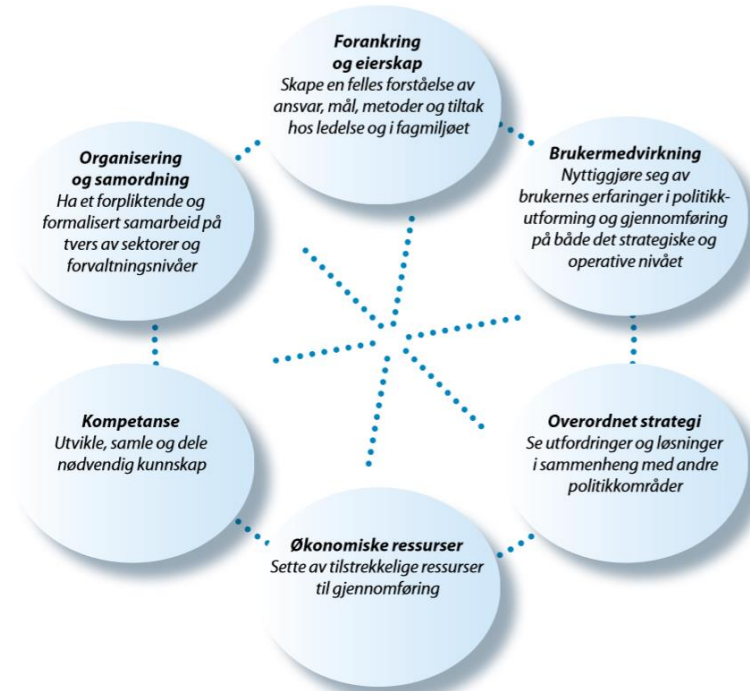 Forankring
og eierskap
Skape en felles forståelse av
ansvar, mål, metoder og tiltak
hos ledelse og i fagmiljøet
Brukermedvirkning
Nyttiggjøre seg av
brukernes erfaringer i politikk-
utforming og gjennomføring
på både det strategiske og
operative nivået
Overordnet strategi
Se utfordringer og løsninger
i sammenheng med andre
politikkområder
Økonomiske ressurser
Sette av tilstrekkelige ressurser
til gjennomføring
Kompetanse
Utvikle, samle og dele
nødvendig kunnskap
Organisering
og samordning
Ha et forpliktende og
formalisert samarbeid på
tvers av sektorer og
forvaltningsnivåer